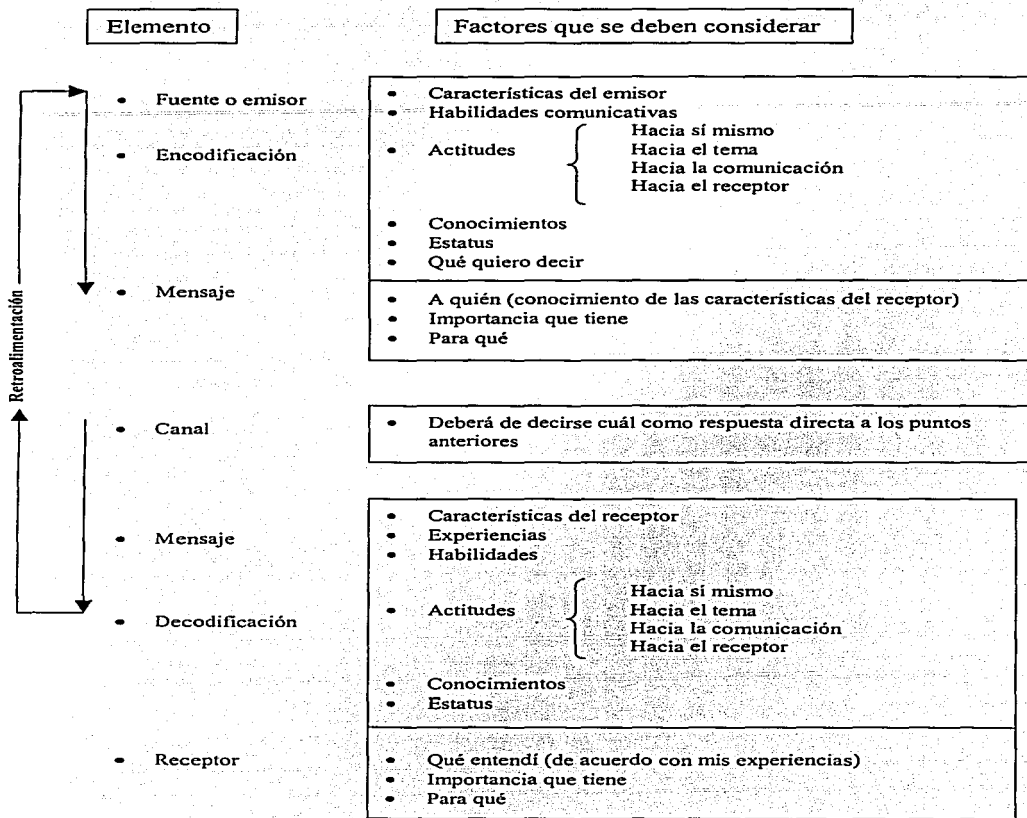 Elemento
Factores que se deben considerar
Retroalimentación
• Fuente o emisor
• Encodificación
• Mensaje
• Características del emisor
• Habilidades comunicativas
• Actitudes
Hacia sí mismo
Hacia el tema
Hacia la comunicación
Hacia el receptor
• Conocimientos
• Estatus
• Qué quiero decir
• A quién (conocimiento de las características del receptor)
• Importancia que tiene
• Para qué
• Canal
• Deberá de decirse cuál como respuesta directa a los puntos
anteriores
• Mensaje
• Decodificación
• Características del receptor
• Experiencias
• Habilidades
• Actitudes
Hacia sí mismo
Hacia el tema
Hacia la comunicación
Hacia el receptor
• Conocimientos
• Estatus
• Receptor
• Qué entendí (de acuerdo con mis experiencias)
• Importancia que tiene
• Para qué